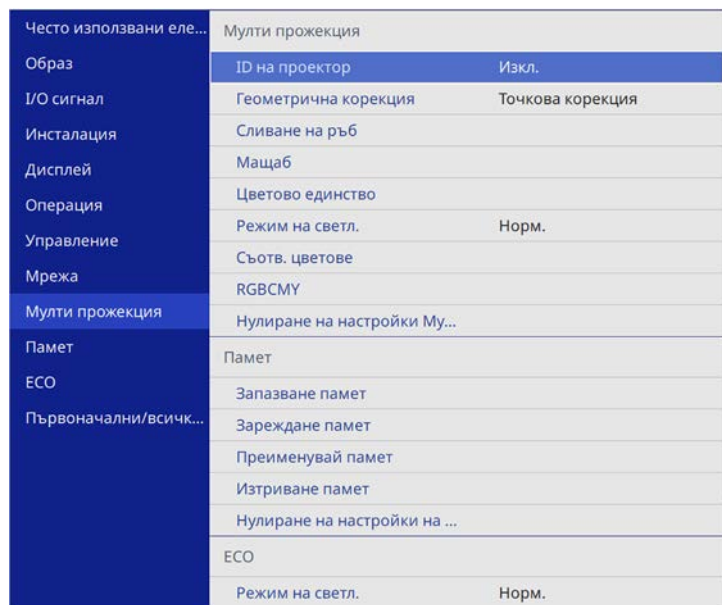 Често използвани еле...
Образ
I/O сигнал
Инсталация
Дисплей
Операция
Управление
Мрежа
Мулти прожекция
Памет
ECO
Първоначални/всичк...
Мулти прожекция
ID на проектор Изкл.
Геометрична корекция Точкова корекция
Сливане на ръб
Мащаб
Цветово единство
Режим на светл. Норм.
Съотв. цветове
RGBCMY
Нулиране на настройки Му...
Памет
Запазване памет
Зареждане памет
Преименувай памет
Изтриване памет
Нулиране на настройки на ...
ECO
Режим на светл. Норм.